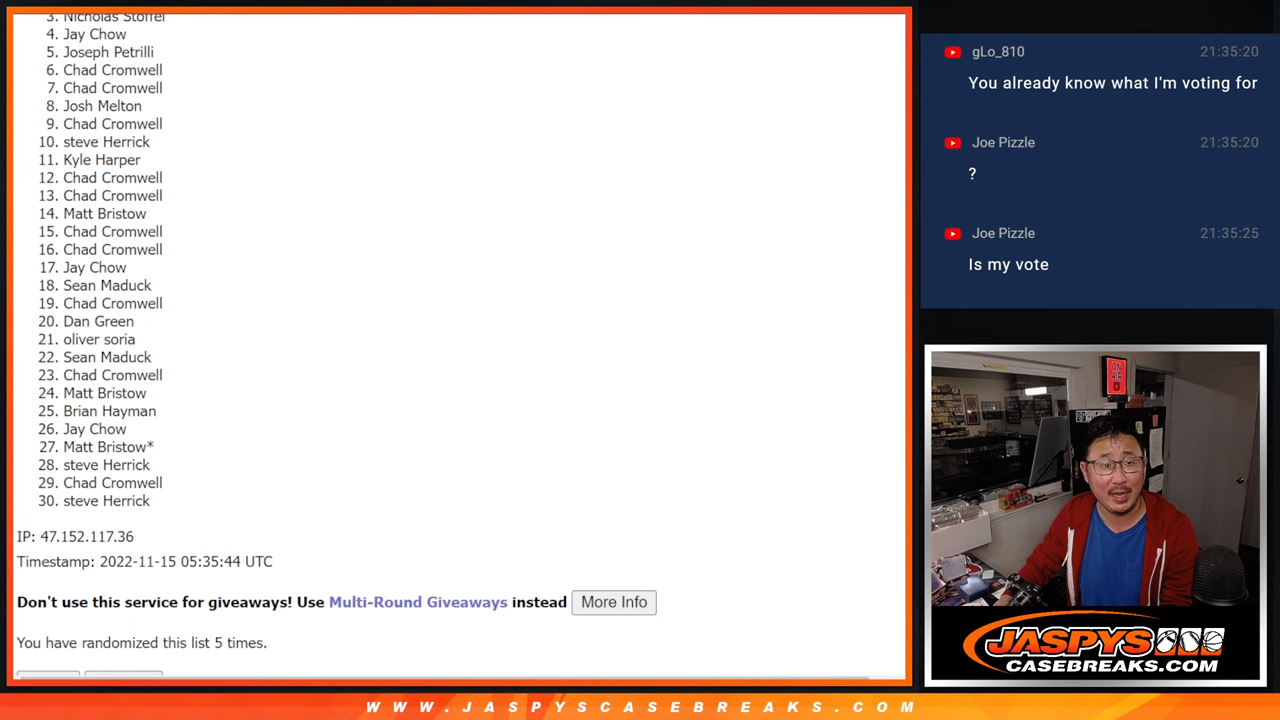 3. Nicholas Stoffel
4. Jay Chow
5. Joseph Petrilli
6. Chad Cromwell
7. Chad Cromwell
8. Josh Melton
9. Chad Cromwell
10. steve Herrick
11. Kyle Harper
12. Chad Cromwell
13. Chad Cromwell
14. Matt Bristow
15. Chad Cromwell
16. Chad Cromwell
17. Jay Chow
18. Sean Maduck
19. Chad Cromwell
20. Dan Green
21. oliver soria
22. Sean Maduck
23. Chad Cromwell
24. Matt Bristow
25. Brian Hayman
26. Jay Chow
27. Matt Bristow*
28. steve Herrick
29. Chad Cromwell
30. steve Herrick
IP: 47.152.117.36
Timestamp: 2022-11-15 05:35:44 UTC
Don't use this service for giveaways! Use Multi-Round Giveaways instead More Info
You have randomized this list 5 times.
gLo_810 21:35:20
You already know what I'm voting for
Joe Pizzle 21:35:20
?
Joe Pizzle 21:35:25
Is my vote
ON
AIR
JASPYS
CASEBREAKS.COM
WWW.JASPYSCASEBREAKS.COM